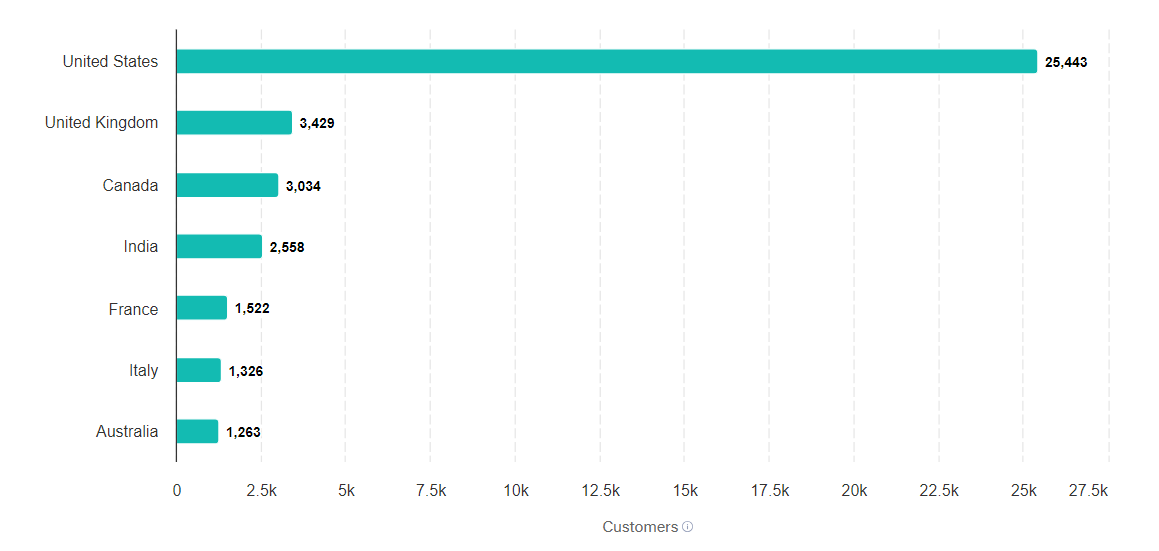 United States 25,443
United Kingdom 3,429
Canada 3,034
India 2,558
France 1,522
Italy 1,326
Australia 1,263
0 2.5k 5k 7.5k 10k 12.5k 15k 17.5k 20k 22.5k 25k 27.5k
Customers ⓘ